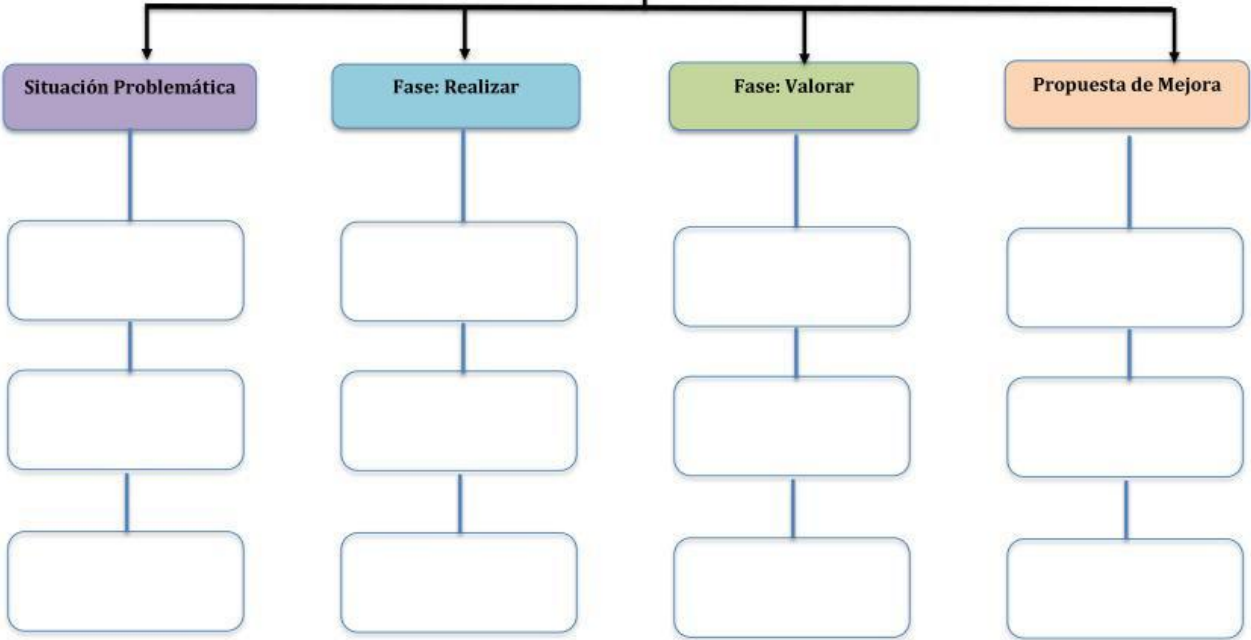 Situación Problemática
Fase: Realizar
Fase: Valorar
Propuesta de Mejora